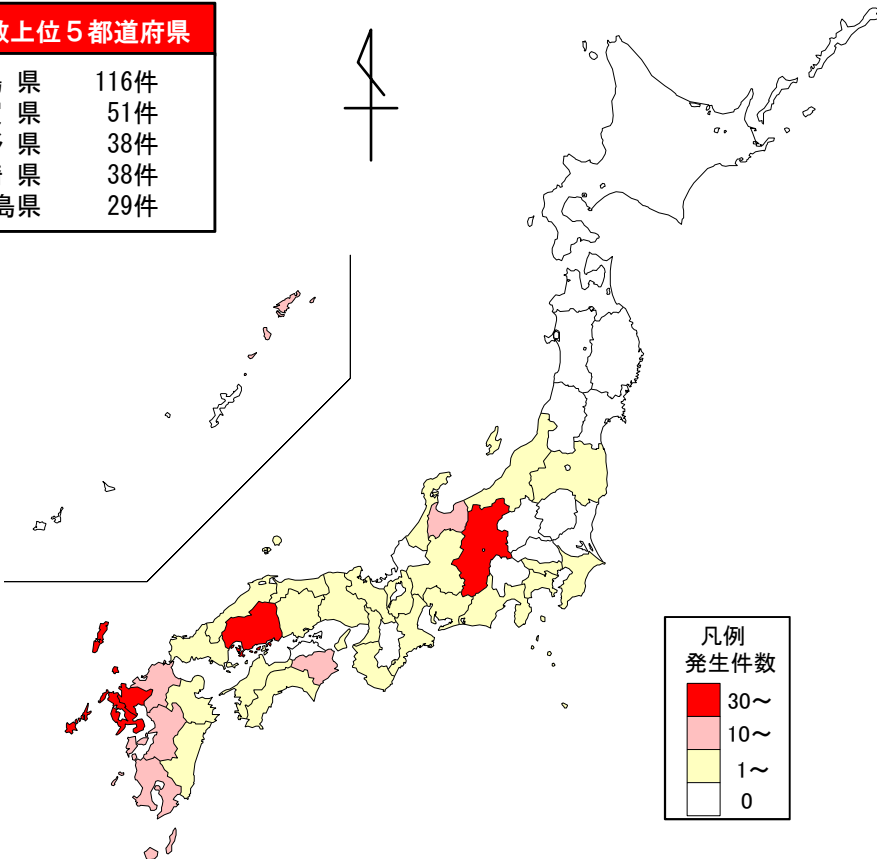 数上位５都道府県
県 116件
県 51件
県 38件
県 38件
島県 29件
凡例
発生件数
30～
10～
1～
0